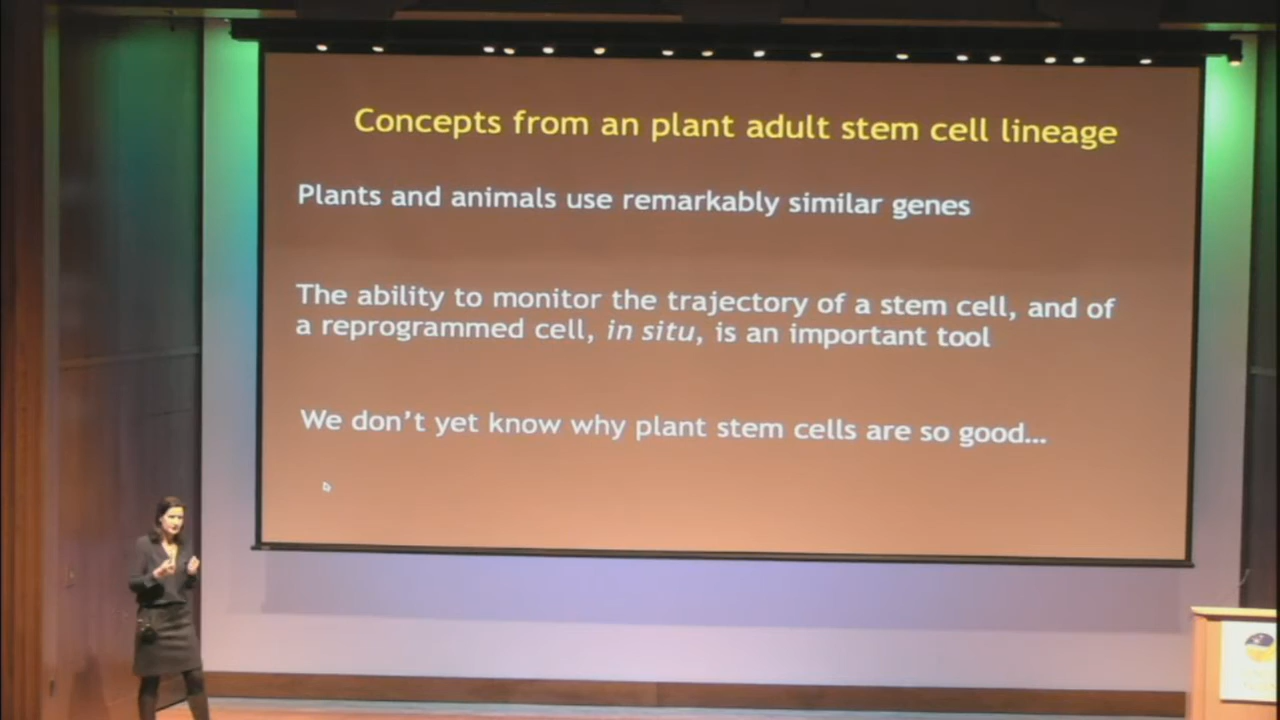 Concepts from an plant adult stem cell lineage
Plants and animals use remarkably similar genes
The ability to monitor the trajectory of a stem cell, and of
a reprogrammed cell, in situ, is an important tool
We don't yet know why plant stem cells are so good...